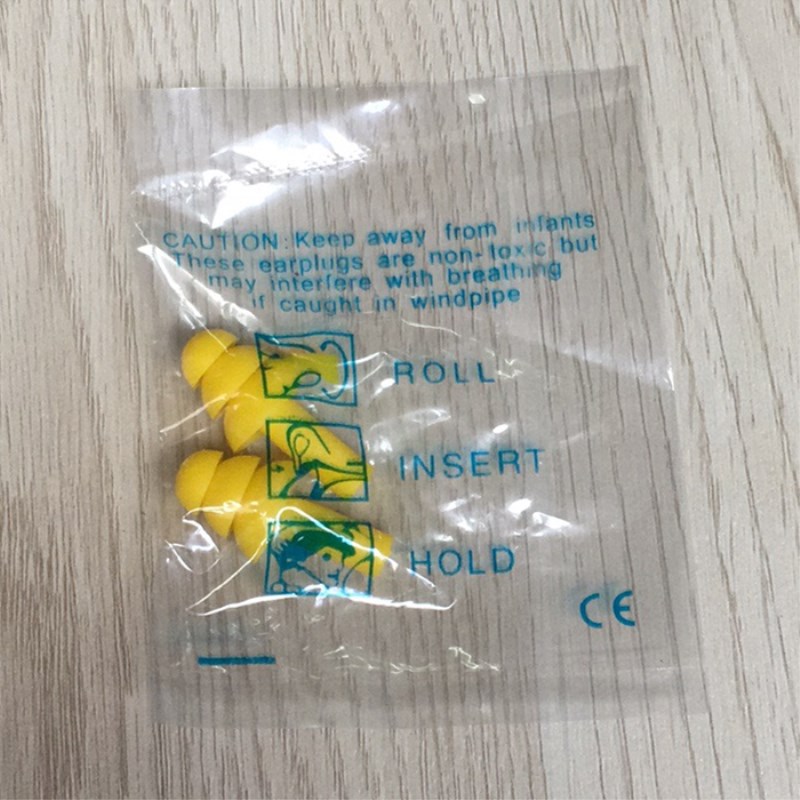 CAUTION: Keep away from infants
These earplugs are non-toxic but
may interfere with breathing
if caught in windpipe
ROLL
INSERT
HOLD
CE